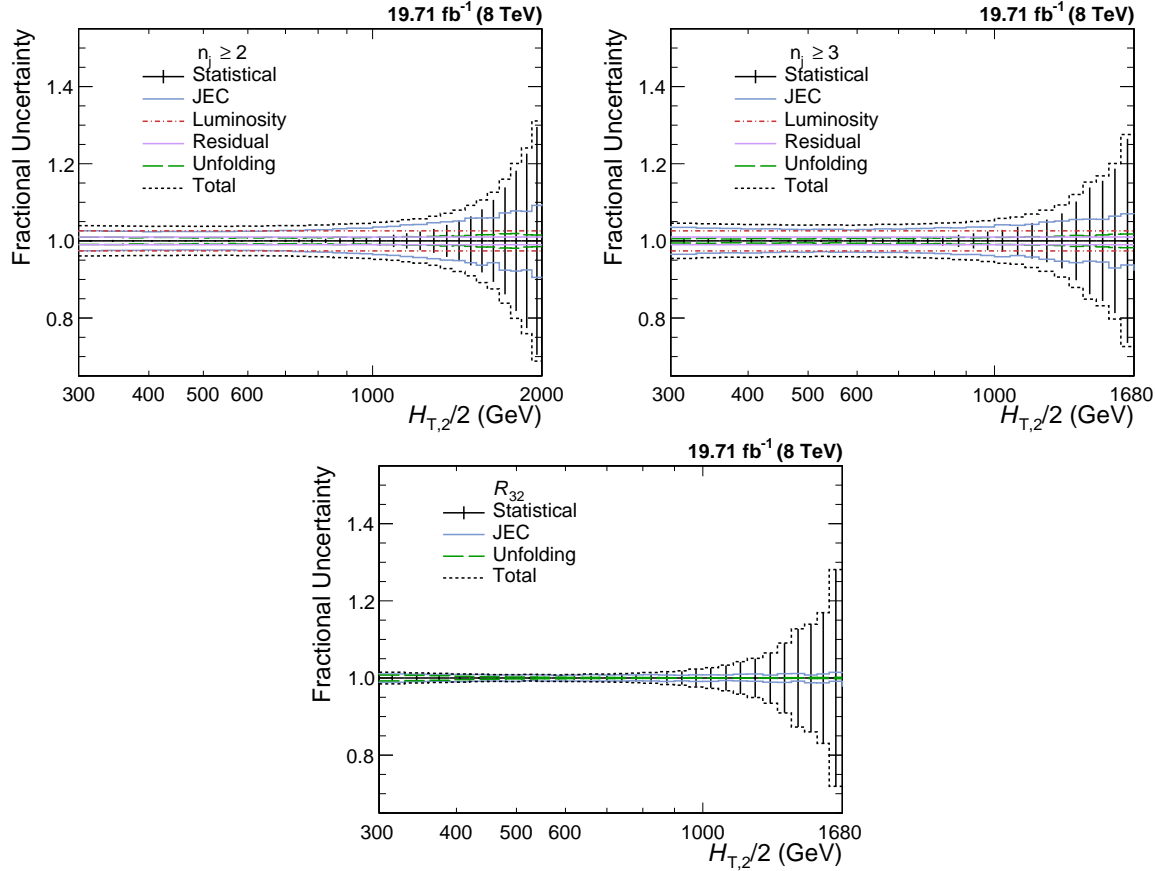 19.71 fb-1 (8 TeV)
nj ≥ 2
Statistical
JEC
Luminosity
Residual
Unfolding
Total
Fractional Uncertainty
1.4
1.2
1.0
0.8
300 400 500 600 1000 2000
HT,2/2 (GeV)
19.71 fb-1 (8 TeV)
nj ≥ 3
Statistical
JEC
Luminosity
Residual
Unfolding
Total
Fractional Uncertainty
1.4
1.2
1.0
0.8
300 400 500 600 1000 1680
HT,2/2 (GeV)
19.71 fb-1 (8 TeV)
R32
Statistical
JEC
Unfolding
Total
Fractional Uncertainty
1.4
1.2
1.0
0.8
300 400 500 600 1000 1680
HT,2/2 (GeV)